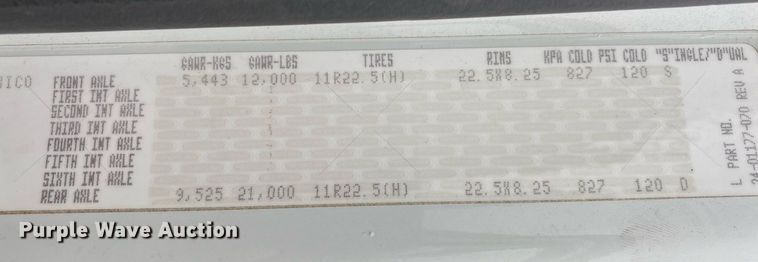 GAWR-KGS GAWR-LBS TIRES RIMS KPA COLD PSI COLD "S"INGLE/"D"UAL
FRONT AXLE 5,443 12,000 11R22.5(H) 22.5X8.25 827 120 S
FIRST INT AXLE
SECOND INT AXLE
THIRD INT AXLE
FOURTH INT AXLE
FIFTH INT AXLE
SIXTH INT AXLE
REAR AXLE 9,525 21,000 11R22.5(H) 22.5X8.25 827 120 D
L PART NO.
24-01177-070 REV A
Purple Wave Auction